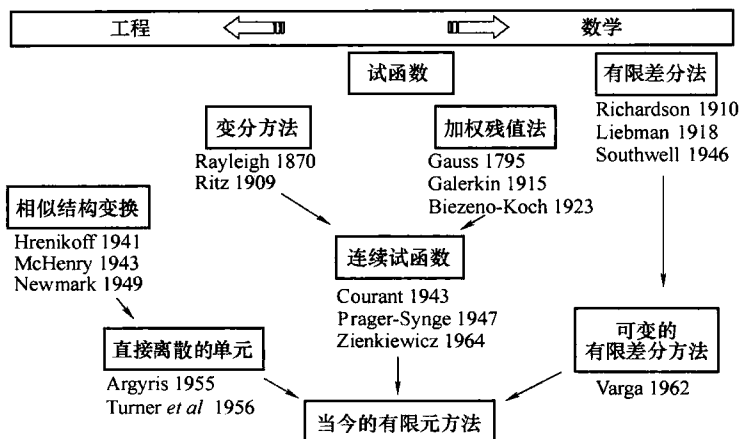 工程
数学
试函数
有限差分法
Richardson 1910
Liebman 1918
Southwell 1946
变分方法
Rayleigh 1870
Ritz 1909
加权残值法
Gauss 1795
Galerkin 1915
Biezeno-Koch 1923
相似结构变换
Hrenikoff 1941
McHenry 1943
Newmark 1949
连续试函数
Courant 1943
Prager-Synge 1947
Zienkiewicz 1964
直接离散的单元
Argyris 1955
Turner et al 1956
可变的
有限差分方法
Varga 1962
当今的有限元方法